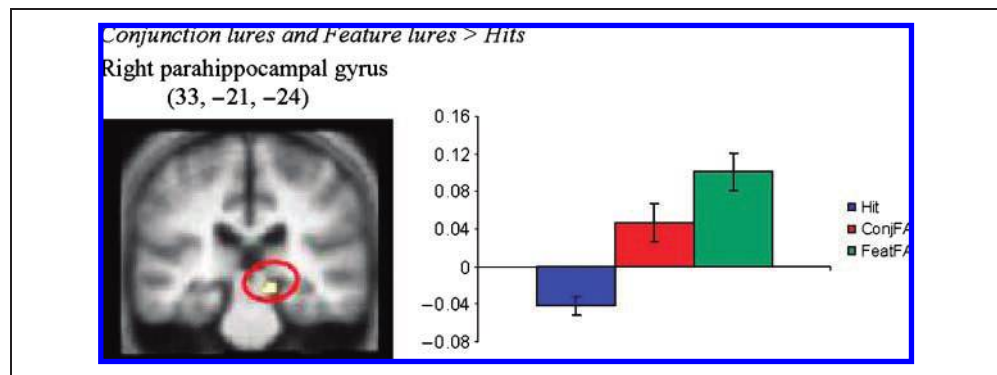 Conjunction lures and Feature lures > Hits
Right parahippocampal gyrus
(33, −21, −24)
0.16
0.12
0.08
0.04
0
−0.04
−0.08
Hit
ConjFA
FeatFA